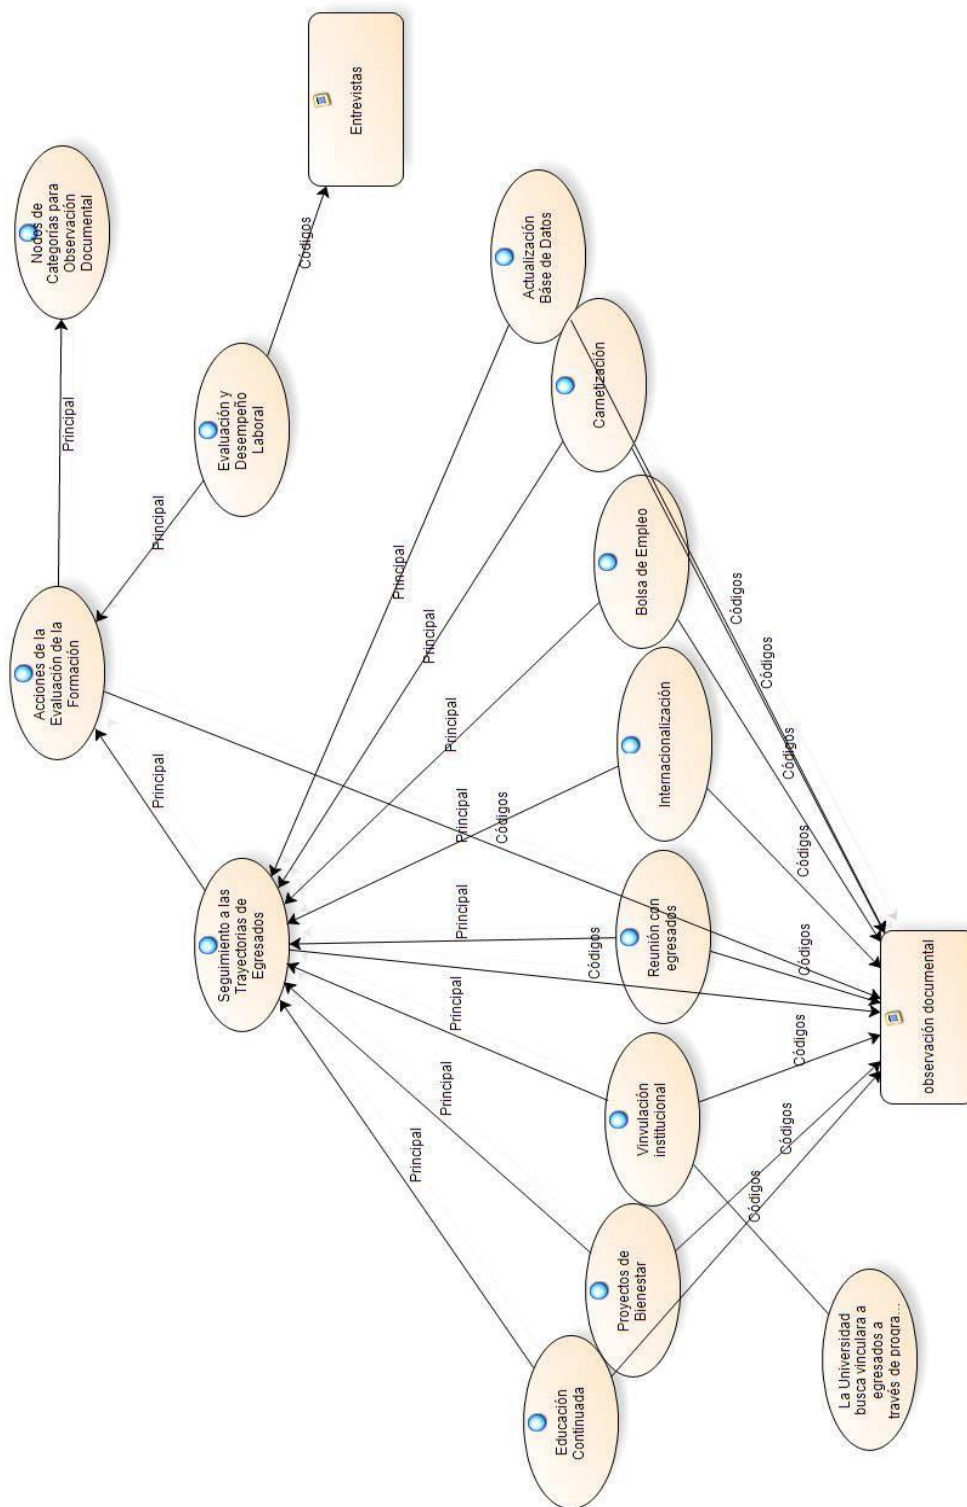 Acciones de la
Evaluación de la
Formación
Principal
Nodos de
Categorías para
Observación
Documental
Principal
Principal
Seguimiento a las
Trayectorias de
Egresados
Evaluación y
Desempeño
Laboral
Códigos
Entrevistas
Principal
Principal
Principal
Principal
Principal
Principal
Principal
Principal
Códigos
Códigos
Educación
Continuada
Proyectos de
Bienestar
Vinvulación
institucional
Reunión con
egresados
Internacionalización
Bolsa de Empleo
Carnetización
Actualización
Báse de Datos
Códigos
Códigos
Códigos
Códigos
Códigos
Códigos
Códigos
Códigos
La Universidad
busca vinculara a
egresados a
través de progra...
observación documental